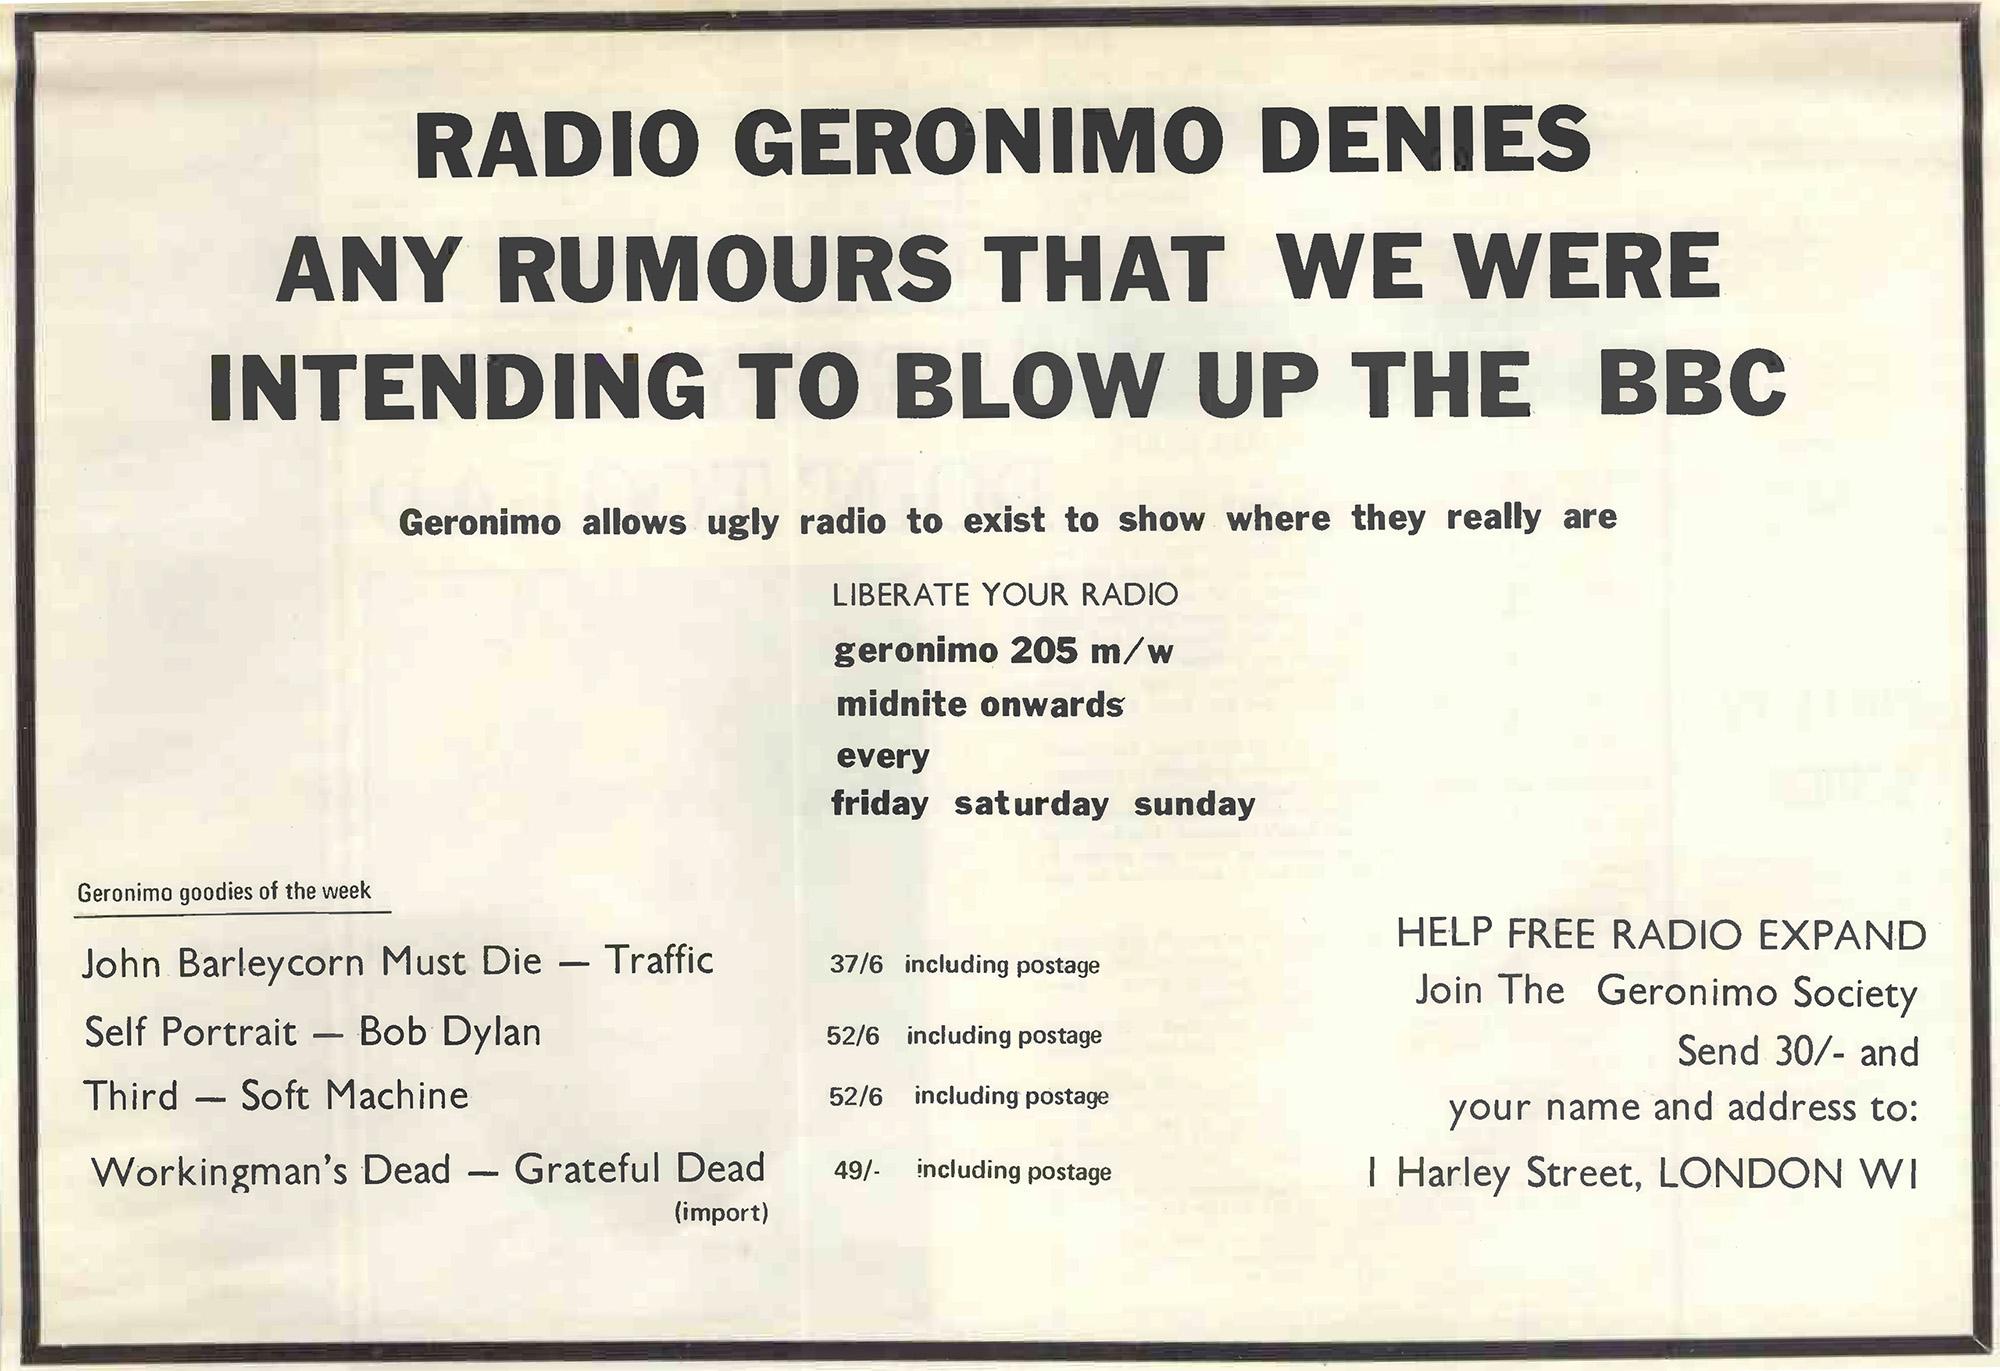 RADIO GERONIMO DENIES
ANY RUMOURS THAT WE WERE
INTENDING TO BLOW UP THE BBC
Geronimo allows ugly radio to exist to show where they really are
LIBERATE YOUR RADIO
geronimo 205 m/w
midnite onwards
every
friday saturday sunday
Geronimo goodies of the week
John Barleycorn Must Die — Traffic 37/6 including postage
Self Portrait — Bob Dylan 52/6 including postage
Third — Soft Machine 52/6 including postage
Workingman's Dead — Grateful Dead 49/- including postage
(import)
HELP FREE RADIO EXPAND
Join The Geronimo Society
Send 30/- and
your name and address to:
1 Harley Street, LONDON W1